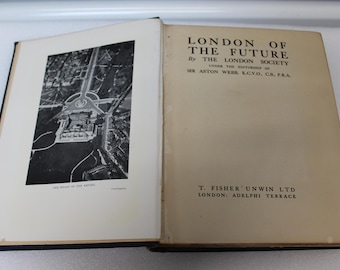 LONDON OF
THE FUTURE
By THE LONDON SOCIETY
UNDER THE EDITORSHIP OF
SIR ASTON WEBB, K.C.V.O., C.B., P.R.A.
T. FISHER UNWIN LTD
LONDON: ADELPHI TERRACE